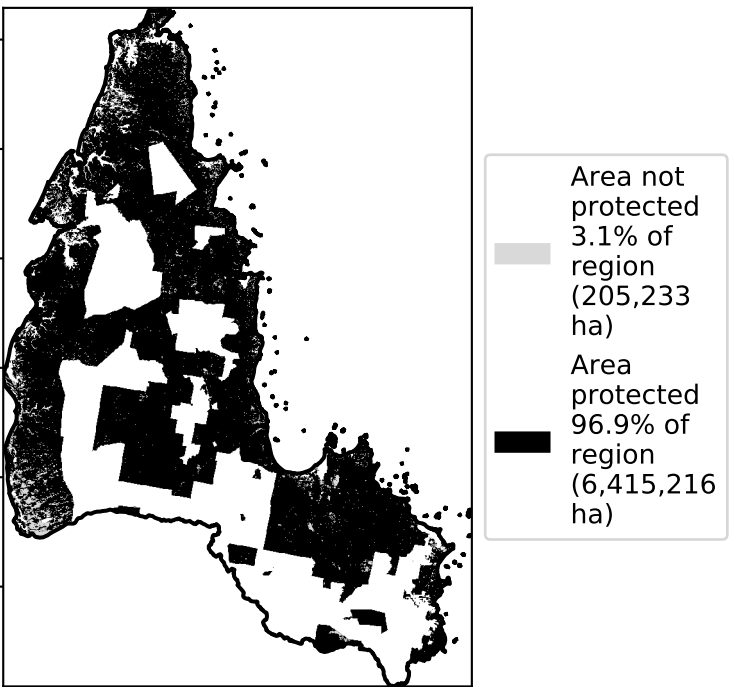 Area not
protected
3.1% of
region
(205,233
ha)
Area
protected
96.9% of
region
(6,415,216
ha)